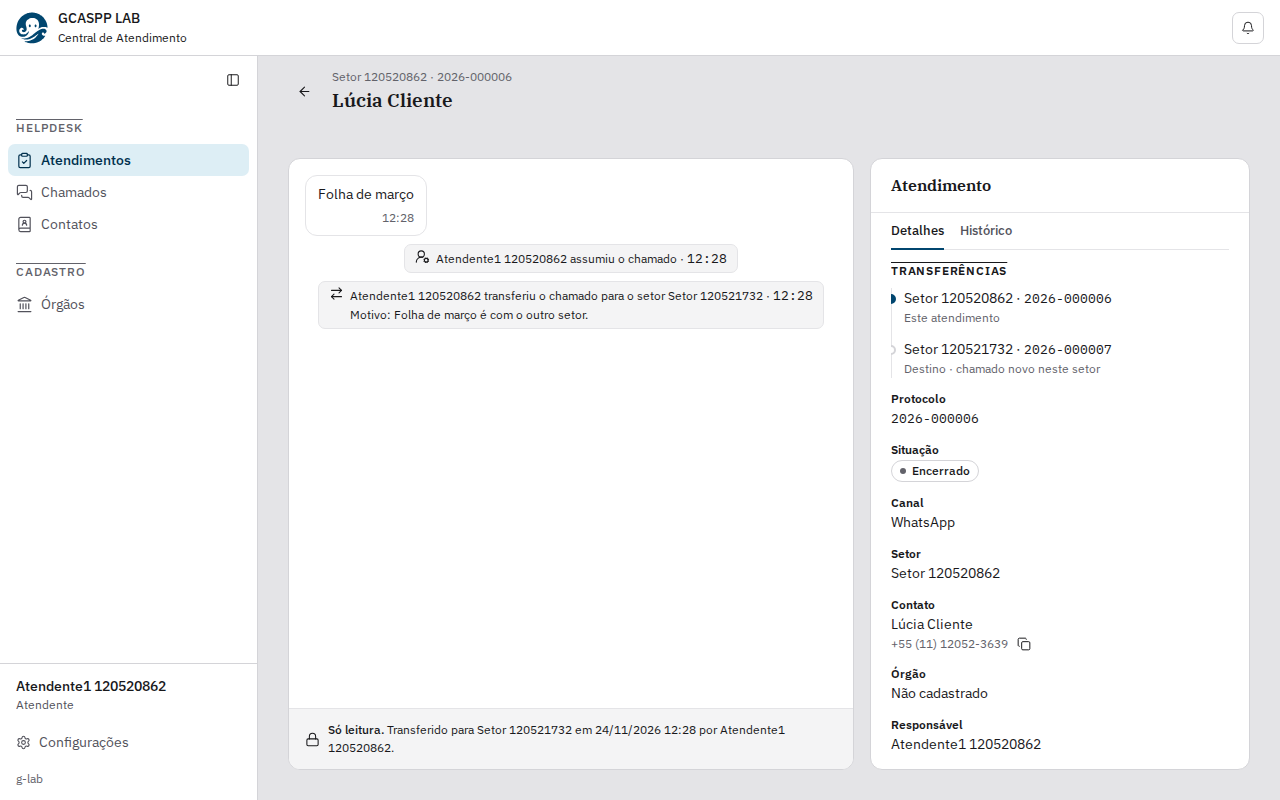 GCASPP LAB
Central de Atendimento
HELPDESK
Atendimentos
Chamados
Contatos
CADASTRO
Órgãos
Atendente1 120520862
Atendente
Configurações
g-lab
Setor 120520862 · 2026-000006
Lúcia Cliente
Folha de março
12:28
Atendente1 120520862 assumiu o chamado · 12:28
Atendente1 120520862 transferiu o chamado para o setor Setor 120521732 · 12:28
Motivo: Folha de março é com o outro setor.
Só leitura. Transferido para Setor 120521732 em 24/11/2026 12:28 por Atendente1
120520862.
Atendimento
Detalhes Histórico
TRANSFERÊNCIAS
Setor 120520862 · 2026-000006
Este atendimento
Setor 120521732 · 2026-000007
Destino · chamado novo neste setor
Protocolo
2026-000006
Situação
Encerrado
Canal
WhatsApp
Setor
Setor 120520862
Contato
Lúcia Cliente
+55 (11) 12052-3639
Órgão
Não cadastrado
Responsável
Atendente1 120520862